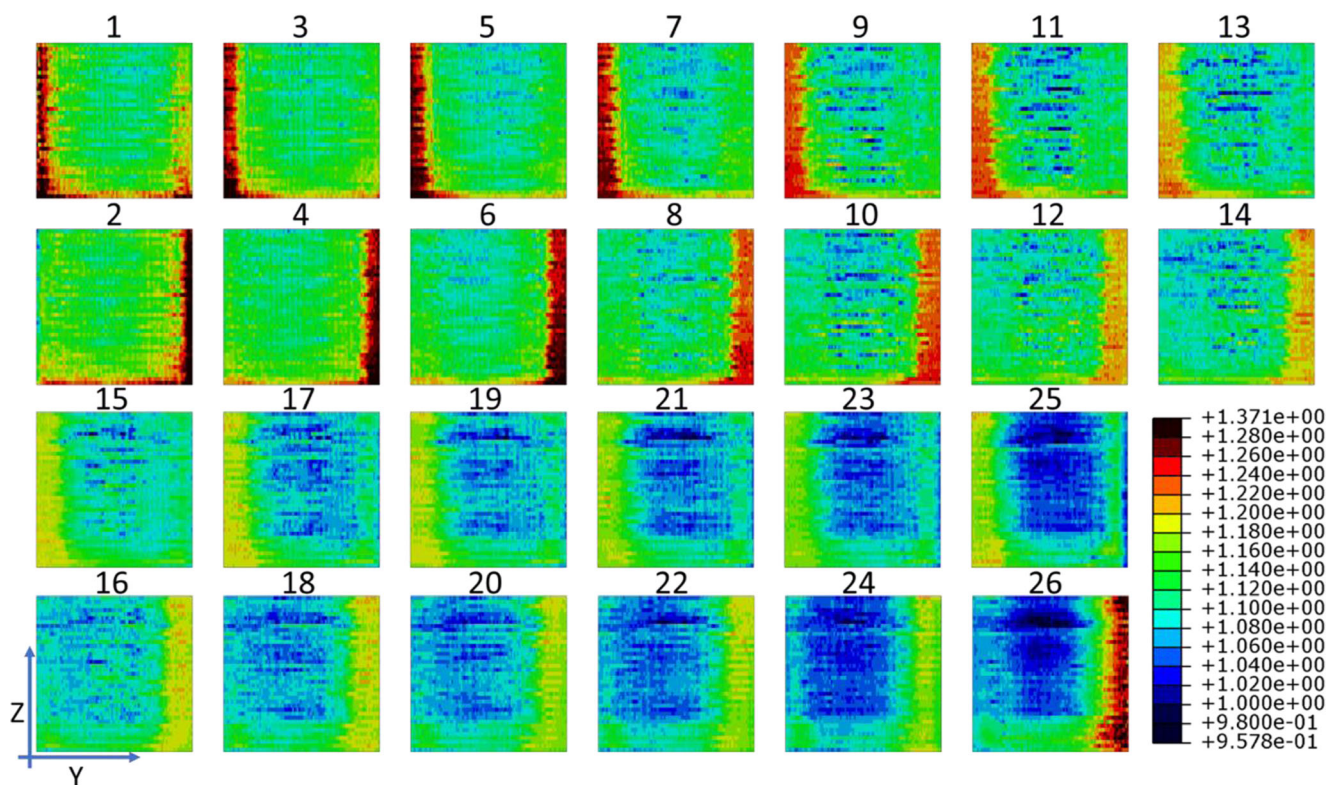 1 3 5 7 9 11 13
2 4 6 8 10 12 14
15 17 19 21 23 25
+1.371e+00
+1.280e+00
+1.260e+00
+1.240e+00
+1.220e+00
+1.200e+00
+1.180e+00
+1.160e+00
+1.140e+00
+1.120e+00
+1.100e+00
+1.080e+00
+1.060e+00
+1.040e+00
+1.020e+00
+1.000e+00
+9.800e-01
+9.578e-01
16 18 20 22 24 26
Z
Y